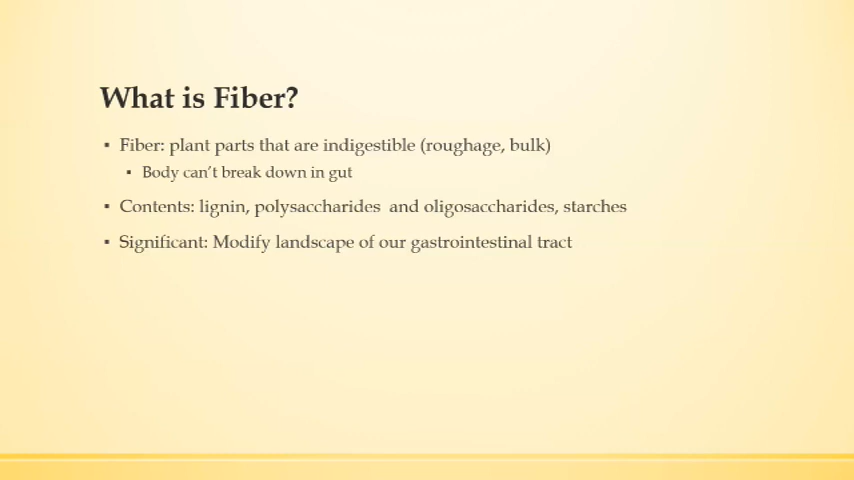 What is Fiber?
▪ Fiber: plant parts that are indigestible (roughage, bulk)
▪ Body can’t break down in gut
▪ Contents: lignin, polysaccharides  and oligosaccharides, starches
▪ Significant: Modify landscape of our gastrointestinal tract